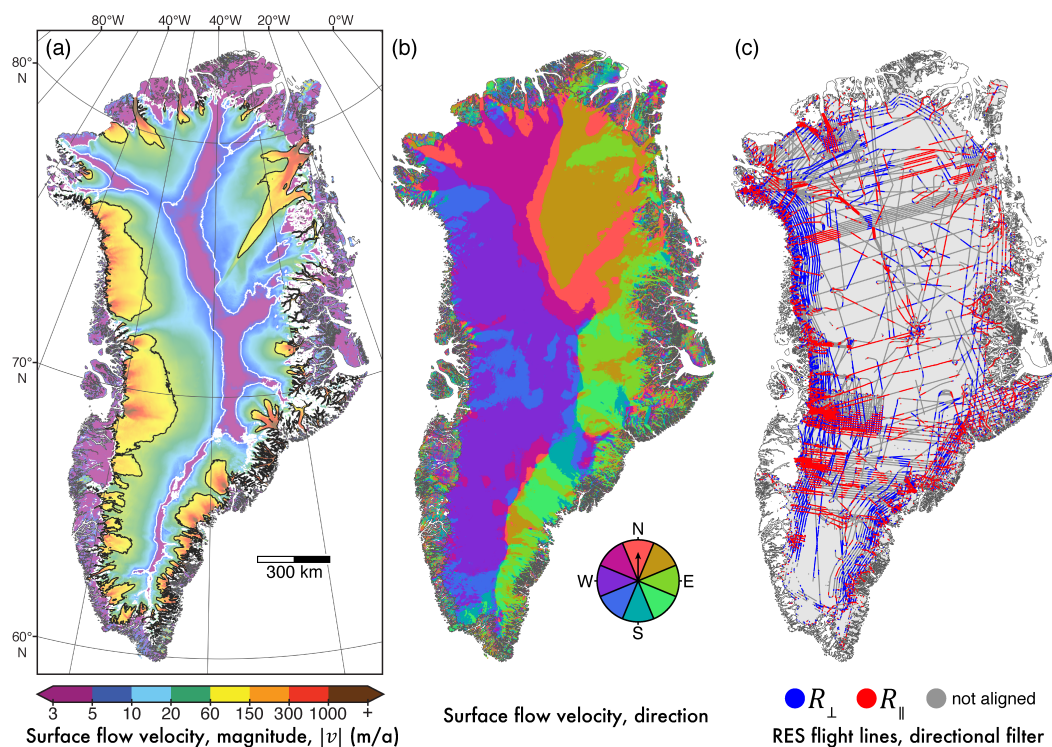 80°W 60°W 40°W 20°W 0°W
(a)
(b)
(c)
80°
N
70°
N
60°
N
300 km
N
W
E
S
3 5 10 20 60 150 300 1000 +
Surface flow velocity, magnitude, |v| (m/a)
Surface flow velocity, direction
R⊥ R∥ not aligned
RES flight lines, directional filter